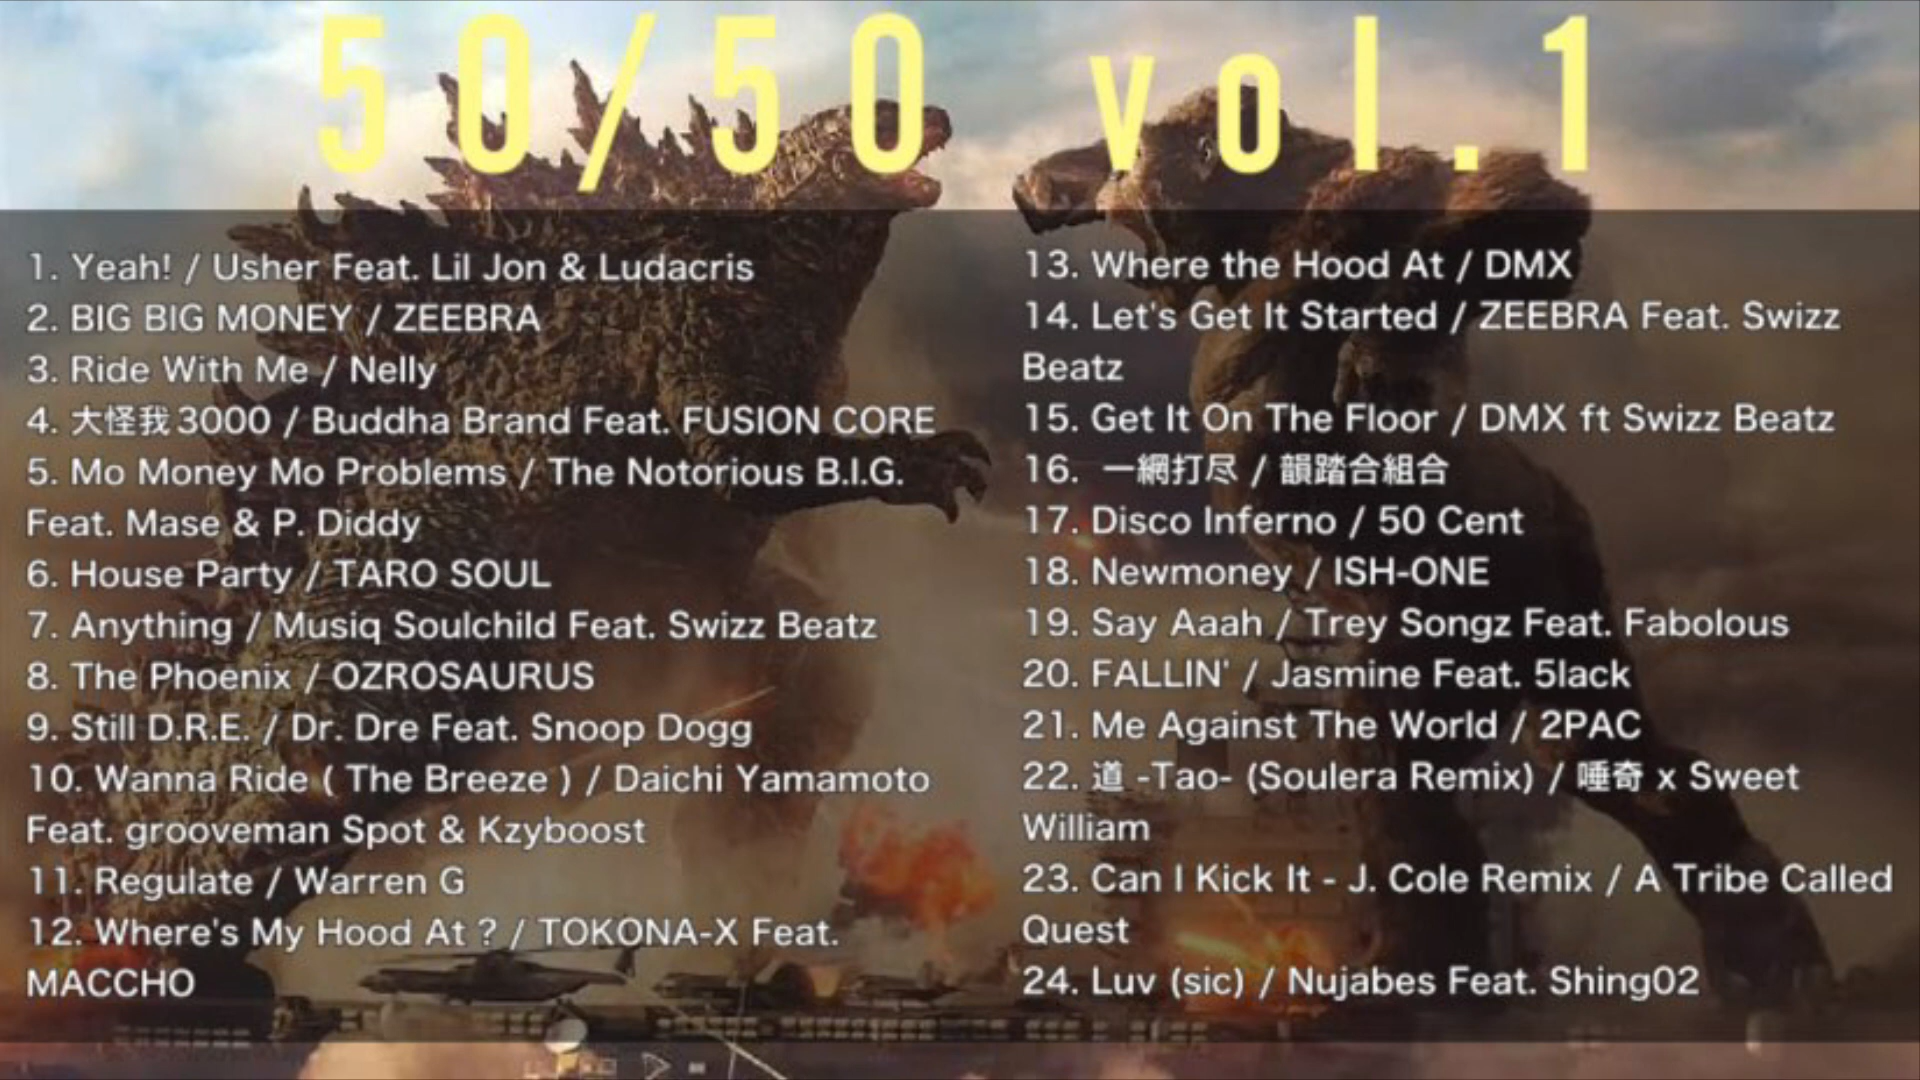 50/50 vol.1
1. Yeah! / Usher Feat. Lil Jon & Ludacris
2. BIG BIG MONEY / ZEEBRA
3. Ride With Me / Nelly
4. 大怪我3000 / Buddha Brand Feat. FUSION CORE
5. Mo Money Mo Problems / The Notorious B.I.G.
Feat. Mase & P. Diddy
6. House Party / TARO SOUL
7. Anything / Musiq Soulchild Feat. Swizz Beatz
8. The Phoenix / OZROSAURUS
9. Still D.R.E. / Dr. Dre Feat. Snoop Dogg
10. Wanna Ride ( The Breeze ) / Daichi Yamamoto
Feat. grooveman Spot & Kzyboost
11. Regulate / Warren G
12. Where's My Hood At ? / TOKONA-X Feat.
MACCHO
13. Where the Hood At / DMX
14. Let's Get It Started / ZEEBRA Feat. Swizz
Beatz
15. Get It On The Floor / DMX ft Swizz Beatz
16. 一網打尽 / 韻踏合組合
17. Disco Inferno / 50 Cent
18. Newmoney / ISH-ONE
19. Say Aaah / Trey Songz Feat. Fabolous
20. FALLIN' / Jasmine Feat. 5lack
21. Me Against The World / 2PAC
22. 道 -Tao- (Soulera Remix) / 唾奇 x Sweet
William
23. Can I Kick It - J. Cole Remix / A Tribe Called
Quest
24. Luv (sic) / Nujabes Feat. Shing02